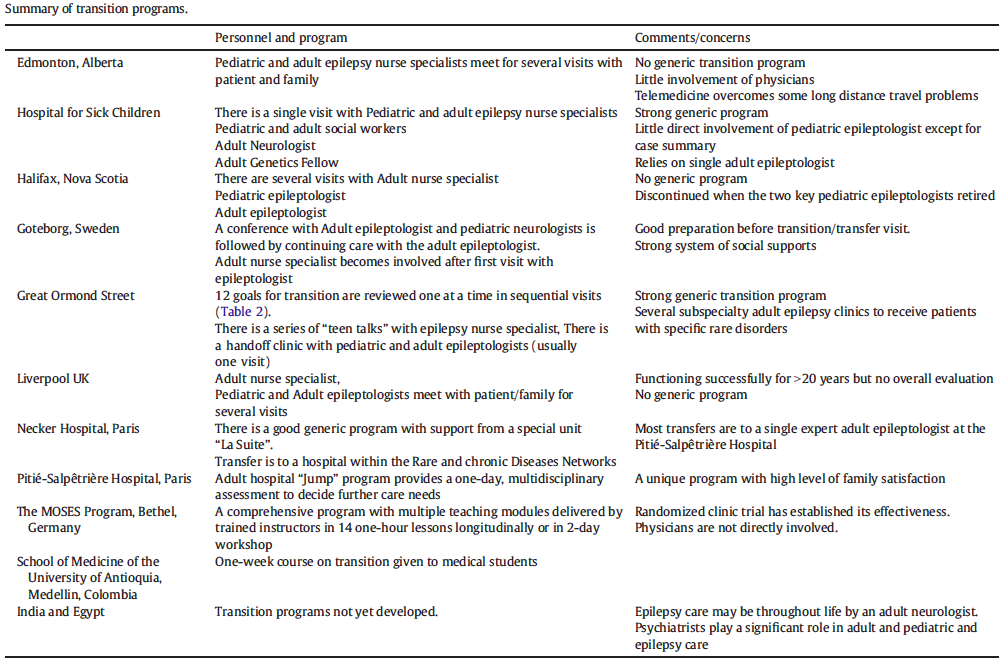 Summary of transition programs.
Personnel and program Comments/concerns
Edmonton, Alberta Pediatric and adult epilepsy nurse specialists meet for several visits with No generic transition program
patient and family Little involvement of physicians
Telemedicine overcomes some long distance travel problems
Hospital for Sick Children There is a single visit with Pediatric and adult epilepsy nurse specialists Strong generic program
Pediatric and adult social workers Little direct involvement of pediatric epileptologist except for
Adult Neurologist case summary
Adult Genetics Fellow Relies on single adult epileptologist
Halifax, Nova Scotia There are several visits with Adult nurse specialist No generic program
Pediatric epileptologist Discontinued when the two key pediatric epileptologists retired
Adult epileptologist
Goteborg, Sweden A conference with Adult epileptologist and pediatric neurologists is Good preparation before transition/transfer visit.
followed by continuing care with the adult epileptologist. Strong system of social supports
Adult nurse specialist becomes involved after first visit with
epileptologist
Great Ormond Street 12 goals for transition are reviewed one at a time in sequential visits Strong generic transition program
(Table 2). Several subspecialty adult epilepsy clinics to receive patients
There is a series of "teen talks" with epilepsy nurse specialist, There is with specific rare disorders
a handoff clinic with pediatric and adult epileptologists (usually
one visit)
Liverpool UK Adult nurse specialist, Functioning successfully for >20 years but no overall evaluation
Pediatric and Adult epileptologists meet with patient/family for No generic program
several visits
Necker Hospital, Paris There is a good generic program with support from a special unit Most transfers are to a single expert adult epileptologist at the
"La Suite". Pitié-Salpêtrière Hospital
Transfer is to a hospital within the Rare and chronic Diseases Networks
Pitié-Salpêtrière Hospital, Paris Adult hospital "Jump" program provides a one-day, multidisciplinary A unique program with high level of family satisfaction
assessment to decide further care needs
The MOSES Program, Bethel, A comprehensive program with multiple teaching modules delivered by Randomized clinic trial has established its effectiveness.
Germany trained instructors in 14 one-hour lessons longitudinally or in 2-day Physicians are not directly involved.
workshop
School of Medicine of the One-week course on transition given to medical students
University of Antioquia,
Medellin, Colombia
India and Egypt Transition programs not yet developed. Epilepsy care may be throughout life by an adult neurologist.
Psychiatrists play a significant role in adult and pediatric and
epilepsy care